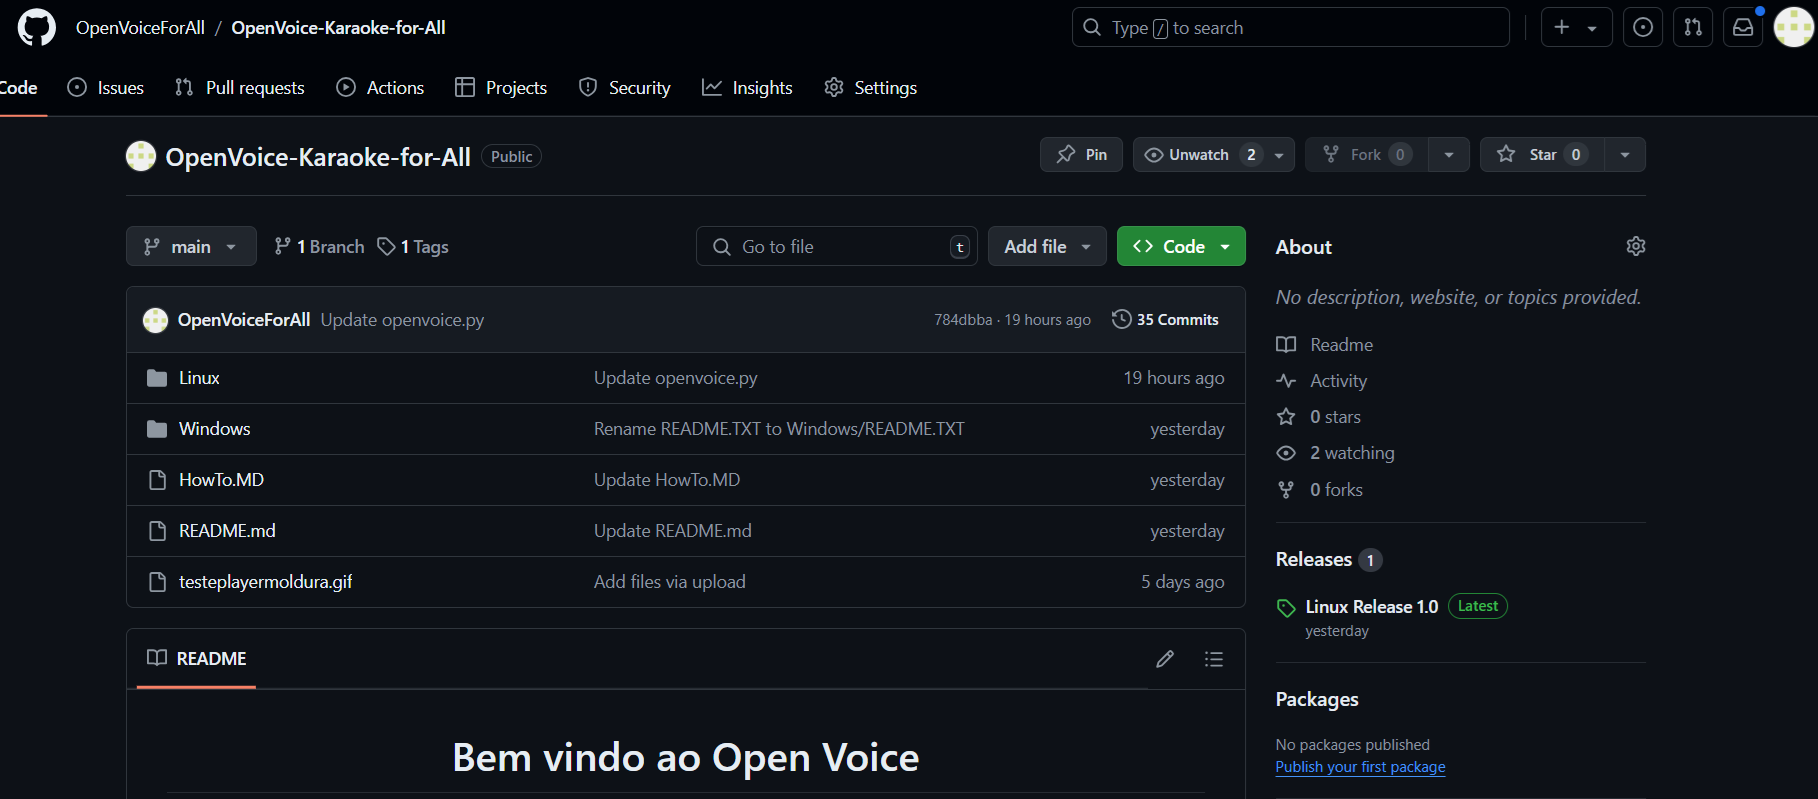 OpenVoiceForAll / OpenVoice-Karaoke-for-All
Type / to search
Code Issues Pull requests Actions Projects Security Insights Settings
OpenVoice-Karaoke-for-All Public
Pin Unwatch 2 Fork 0 Star 0
main 1 Branch 1 Tags
Go to file t Add file Code
OpenVoiceForAll Update openvoice.py 784dbba · 19 hours ago 35 Commits
Linux Update openvoice.py 19 hours ago
Windows Rename README.TXT to Windows/README.TXT yesterday
HowTo.MD Update HowTo.MD yesterday
README.md Update README.md yesterday
testeplayermoldura.gif Add files via upload 5 days ago
README
Bem vindo ao Open Voice
About
No description, website, or topics provided.
Readme
Activity
0 stars
2 watching
0 forks
Releases 1
Linux Release 1.0 Latest
yesterday
Packages
No packages published
Publish your first package